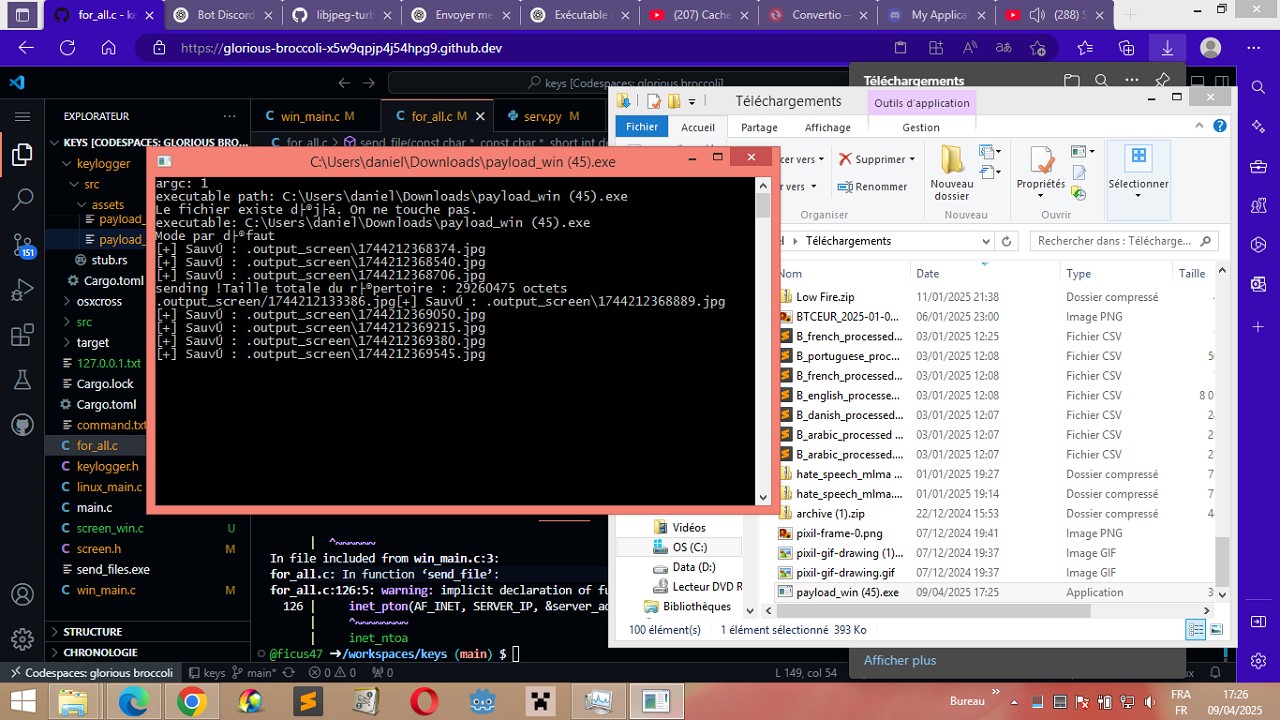 for_all.c
Bot Discord
libjpeg-turb
Envoyer me
Exécutable
(207) Cache
Convertio –
My Applica
(288) S
https://glorious-broccoli-x5w9qpjp4j54hpg9.github.dev
keys [Codespaces: glorious broccoli]
Téléchargements
EXPLORATEUR
win_main.c M
for_all.c M
serv.py M
Téléchargements
Outils d'application
KEYS [CODESPACES: GLORIOUS BRO...
for_all.c > send_file(const char *, const char *, short int d
Fichier
Accueil
Partage
Affichage
Gestion
keylogger
src
assets
payload_
payload_
stub.rs
Cargo.toml
osxcross
src
target
127.0.0.1.txt
Cargo.lock
Cargo.toml
command.txt
for_all.c
keylogger.h
linux_main.c
main.c
screen_win.c U
screen.h M
send_files.exe
win_main.c M
STRUCTURE
CHRONOLOGIE
151
C:\Users\daniel\Downloads\payload_win (45).exe
argc: 1
executable path: C:\Users\daniel\Downloads\payload_win (45).exe
Le fichier existe d├®j├á. On ne touche pas.
executable: C:\Users\daniel\Downloads\payload_win (45).exe
Mode par d├®faut
[+] SauvÚ : .output_screen\1744212368374.jpg
[+] SauvÚ : .output_screen\1744212368540.jpg
[+] SauvÚ : .output_screen\1744212368706.jpg
sending !Taille totale du r├®pertoire : 29260475 octets
.output_screen/1744212133386.jpg[+] SauvÚ : .output_screen\1744212368889.jpg
[+] SauvÚ : .output_screen\1744212369050.jpg
[+] SauvÚ : .output_screen\1744212369215.jpg
[+] SauvÚ : .output_screen\1744212369380.jpg
[+] SauvÚ : .output_screen\1744212369545.jpg
cer vers
Supprimer
vers
Renommer
Organiser
Nouveau
dossier
Nouveau
Propriétés
Ouvrir
Sélectionner
Téléchargements
Rechercher dans : Téléchargements
Nom
Date
Type
Taille
Low Fire.zip 11/01/2025 21:38 Dossier compressé
BTCEUR_2025-01-0... 06/01/2025 23:00 Image PNG
B_french_processed... 03/01/2025 12:25 Fichier CSV
B_portuguese_proc... 03/01/2025 12:08 Fichier CSV
B_french_processed... 03/01/2025 12:08 Fichier CSV
B_english_processe... 03/01/2025 12:08 Fichier CSV 8 0
B_danish_processed... 03/01/2025 12:07 Fichier CSV
B_arabic_processed ... 03/01/2025 12:07 Fichier CSV
B_arabic_processed... 03/01/2025 12:07 Fichier CSV
hate_speech_mlma ... 01/01/2025 19:27 Dossier compressé
hate_speech_mlma.... 01/01/2025 19:14 Dossier compressé
archive (1).zip 22/12/2024 15:53 Dossier compressé
pixil-frame-0.png 07/12/2024 19:41 Image PNG
pixil-gif-drawing (1)... 07/12/2024 19:37 Image GIF
pixil-gif-drawing.gif 07/12/2024 19:37 Image GIF
payload_win (45).exe 09/04/2025 17:25 Application
Vidéos
OS (C:)
Data (D:)
Lecteur DVD R
Bibliothèques
100 élément(s)
1 élément sélectionné 393 Ko
Afficher plus
| ^~~~~~~~
In file included from win_main.c:3:
for_all.c: In function ‘send_file’:
for_all.c:126:5: warning: implicit declaration of fu
126 | inet_pton(AF_INET, SERVER_IP, &server_ad
| ^~~~~~~~~
| inet_ntoa
@ficus47 ➜/workspaces/keys (main) $
Codespaces: glorious broccoli
keys
main*
0
0
0
L 149, col 54
Bureau
FRA
FR
17:26
09/04/2025